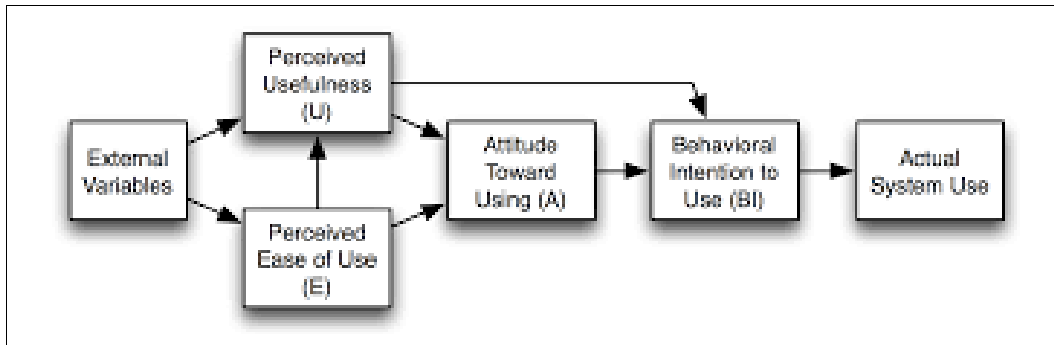 External
Variables
Perceived
Usefulness
(U)
Perceived
Ease of Use
(E)
Attitude
Toward
Using (A)
Behavioral
Intention to
Use (BI)
Actual
System Use